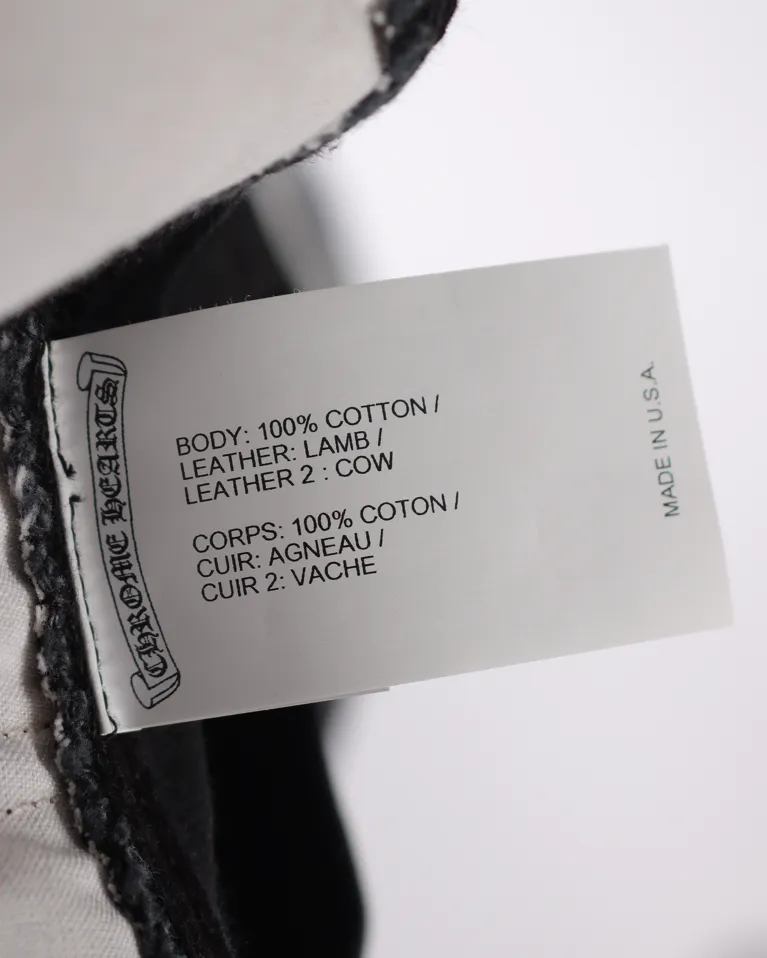 CHROME HEARTS
BODY: 100% COTTON /
LEATHER: LAMB /
LEATHER 2 : COW
CORPS: 100% COTON /
CUIR: AGNEAU /
CUIR 2: VACHE
MADE IN U.S.A.